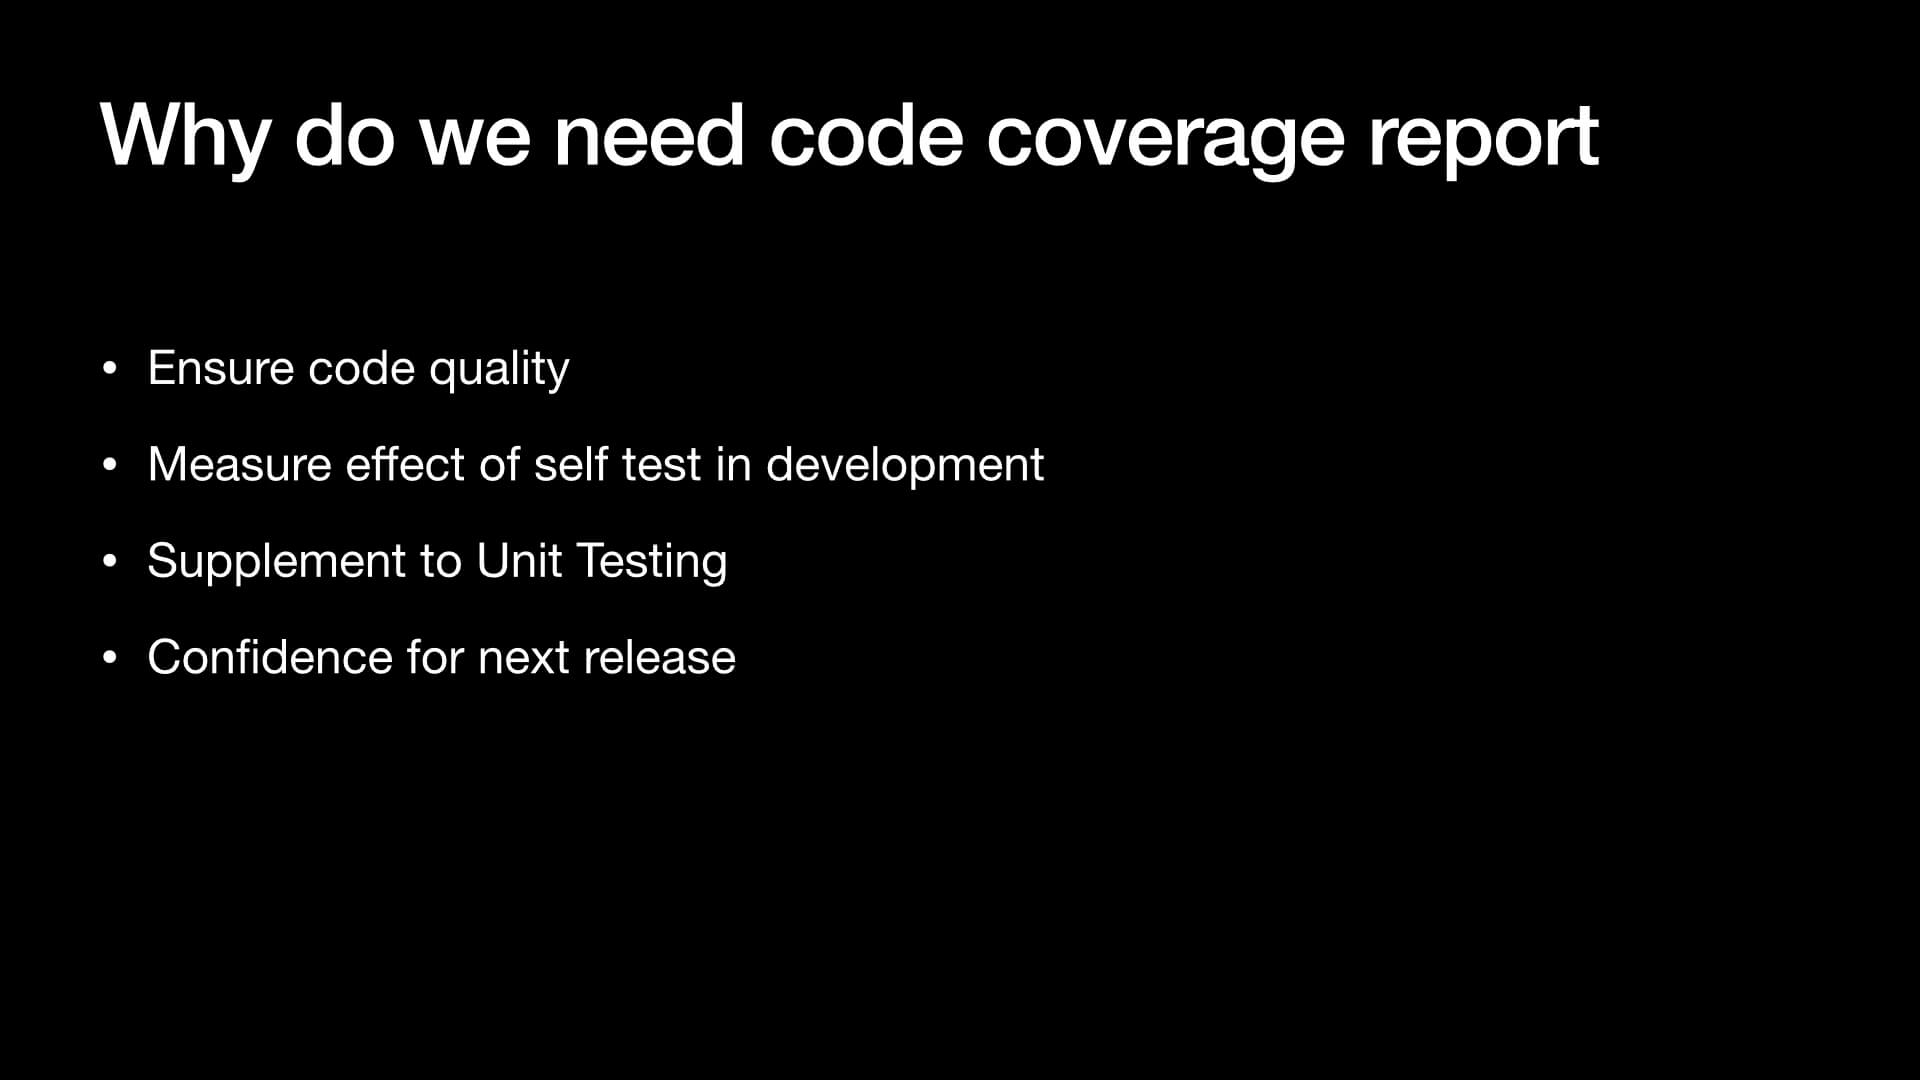 Why do we need code coverage report
• Ensure code quality
• Measure effect of self test in development
• Supplement to Unit Testing
• Confidence for next release